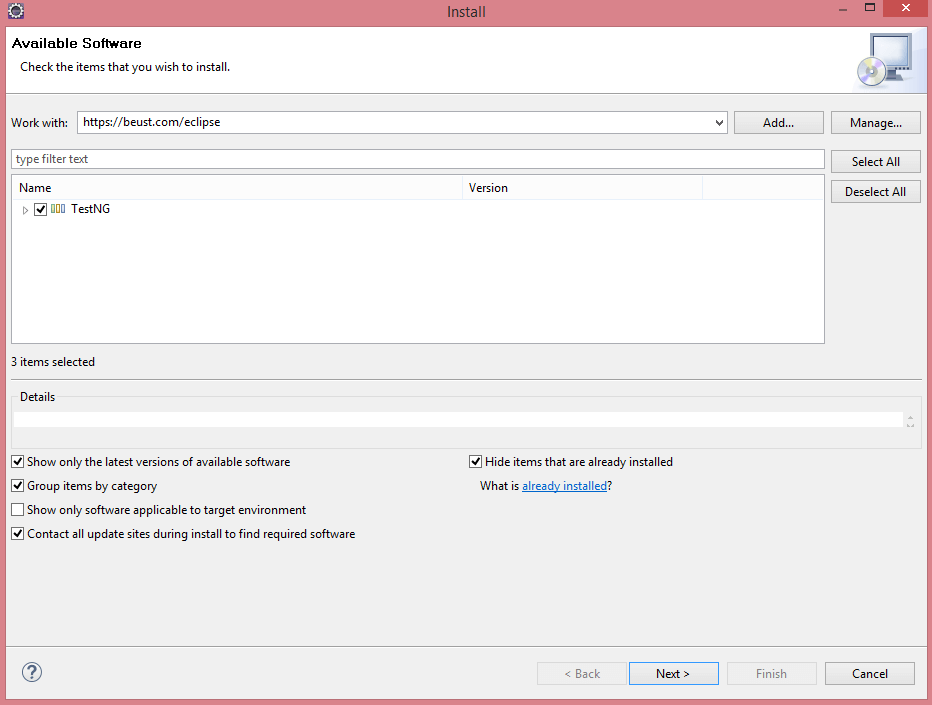 Install
Available Software
Check the items that you wish to install.
Work with: https://beust.com/eclipse Add... Manage...
type filter text Select All
Name Version Deselect All
TestNG
3 items selected
Details
Show only the latest versions of available software Hide items that are already installed
Group items by category What is already installed?
Show only software applicable to target environment
Contact all update sites during install to find required software
? < Back Next > Finish Cancel